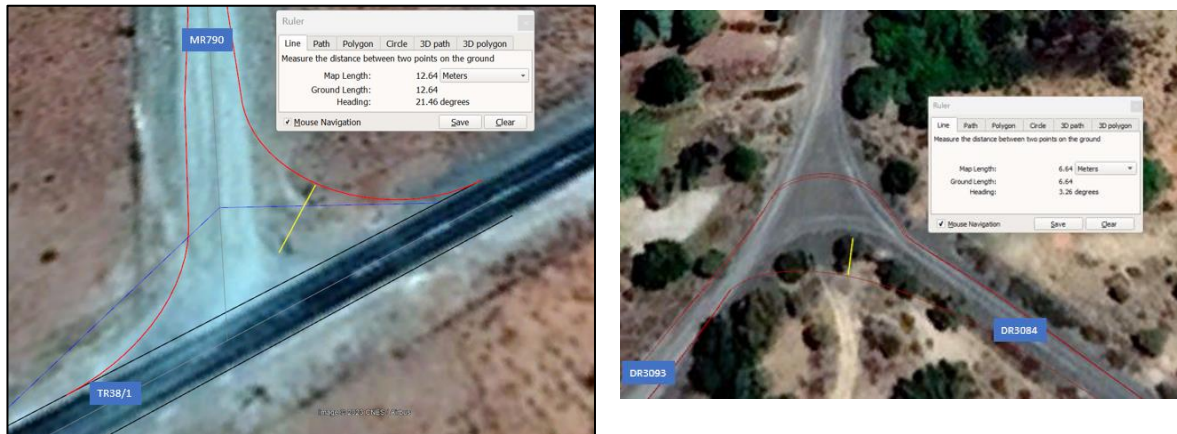 MR790
Ruler
Line Path Polygon Circle 3D path 3D polygon
Measure the distance between two points on the ground
Map Length: 12.64 Meters
Ground Length: 12.64
Heading: 21.46 degrees
Mouse Navigation Save Clear
TR38/1
Ruler
Line Path Polygon Circle 3D path 3D polygon
Measure the distance between two points on the ground
Map Length: 6.64 Meters
Ground Length: 6.64
Heading: 3.26 degrees
Mouse Navigation Save Clear
DR3084
DR3093